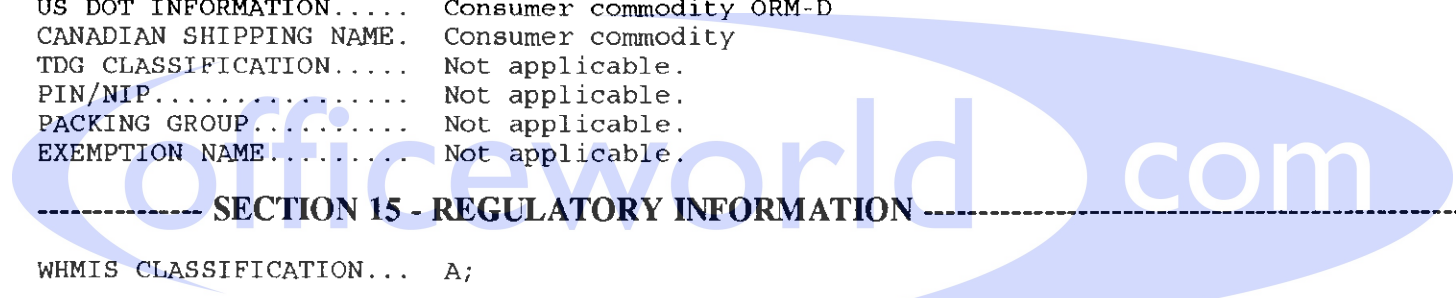 US DOT INFORMATION..... Consumer commodity ORM-D
CANADIAN SHIPPING NAME. Consumer commodity
TDG CLASSIFICATION..... Not applicable.
PIN/NIP................ Not applicable.
PACKING GROUP.......... Not applicable.
EXEMPTION NAME......... Not applicable.
officeworld com
--------------- SECTION 15 - REGULATORY INFORMATION ----------------------------------------
WHMIS CLASSIFICATION... A;